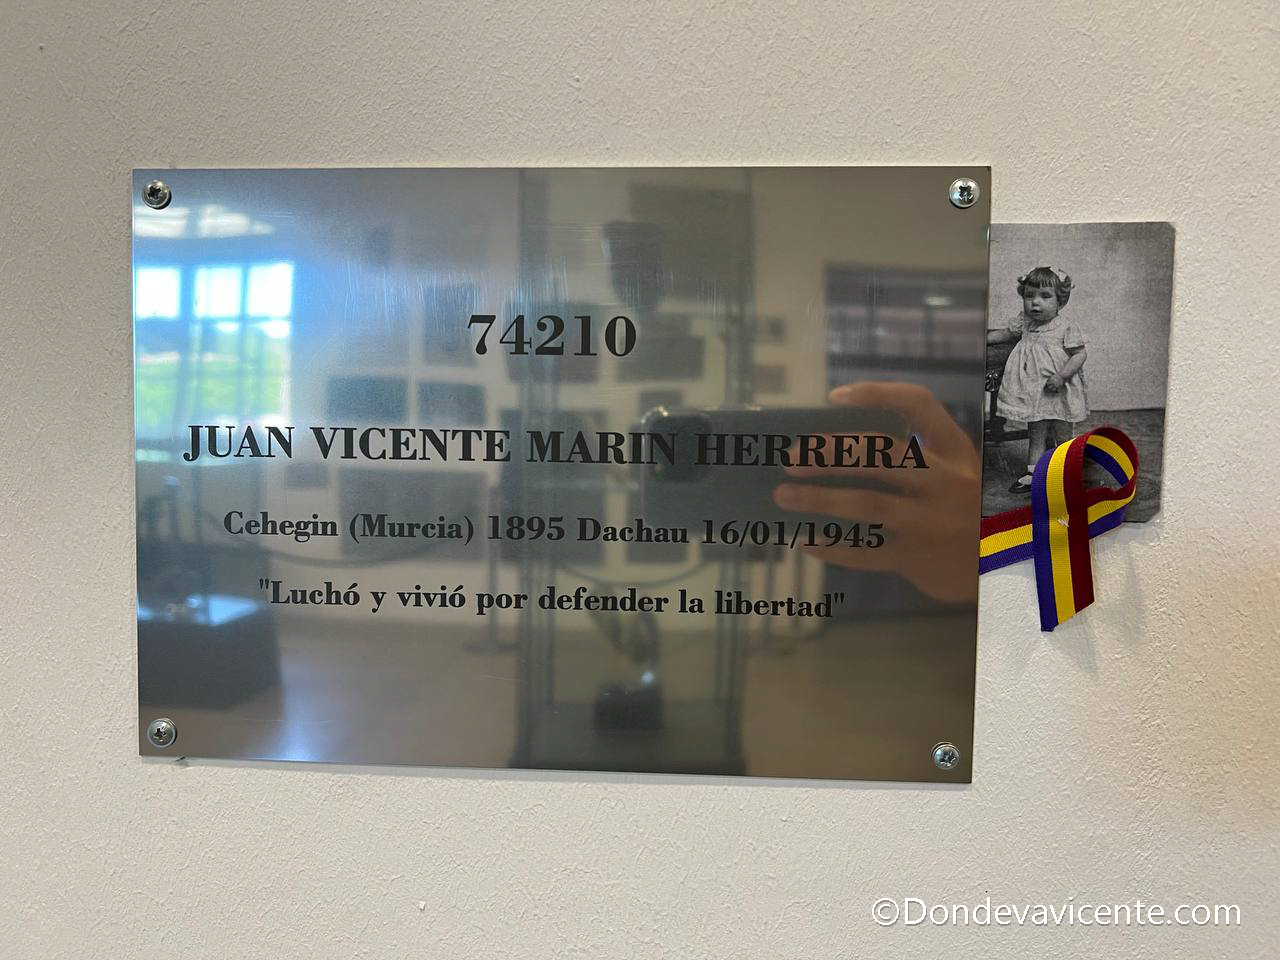 74210
JUAN VICENTE MARIN HERRERA
Cehegin (Murcia) 1895 Dachau 16/01/1945
"Luchó y vivió por defender la libertad"
©Dondevavicente.com